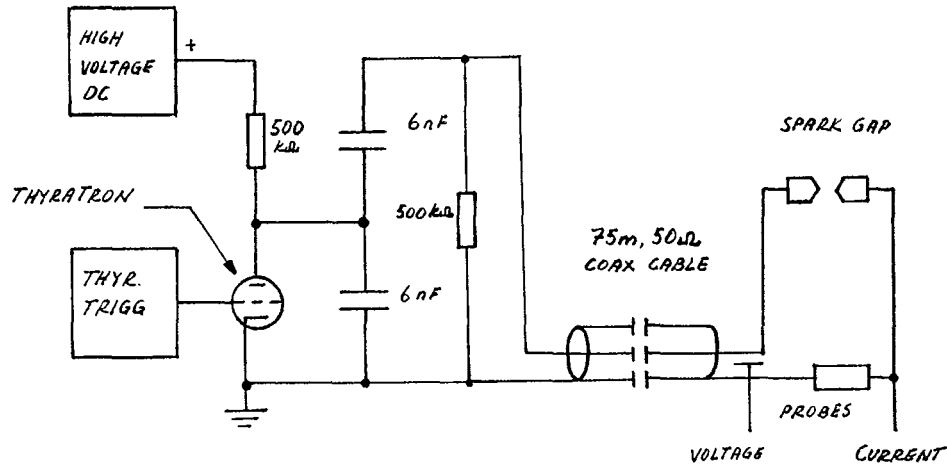 HIGH
VOLTAGE
DC
+
500
kΩ
6nF
SPARK GAP
THYRATRON
500kΩ
75m, 50Ω
COAX CABLE
THYR.
TRIGG
6nF
PROBES
VOLTAGE
CURRENT